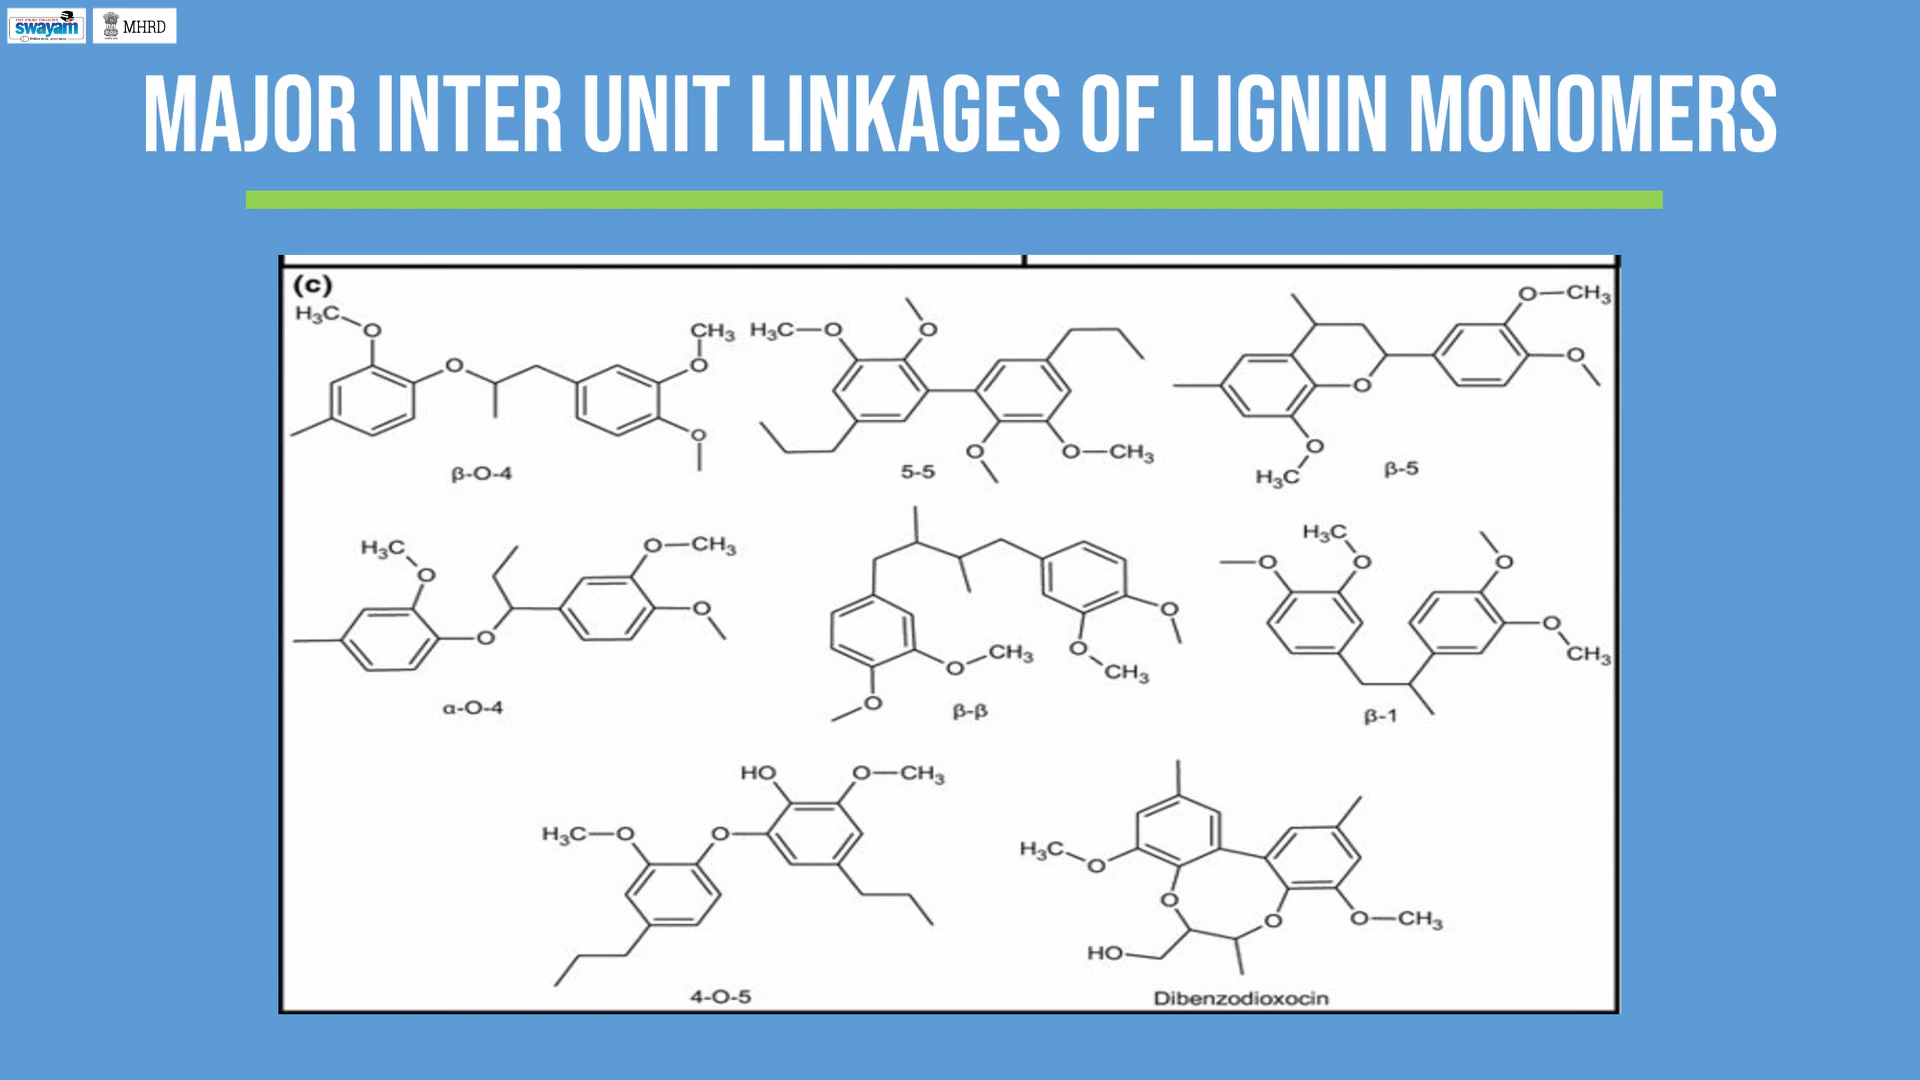 swayam
MHRD
MAJOR INTER UNIT LINKAGES OF LIGNIN MONOMERS
(c)
H₃C O O CH₃ O O
β-O-4
H₃C O O O O CH₃
5-5
O CH₃ O O O H₃C
β-5
H₃C O O O CH₃ O
α-O-4
O CH₃ O O O CH₃
β-β
O H₃C O O O CH₃
β-1
HO O CH₃ H₃C O O
4-O-5
H₃C O O O O CH₃ HO
Dibenzodioxocin